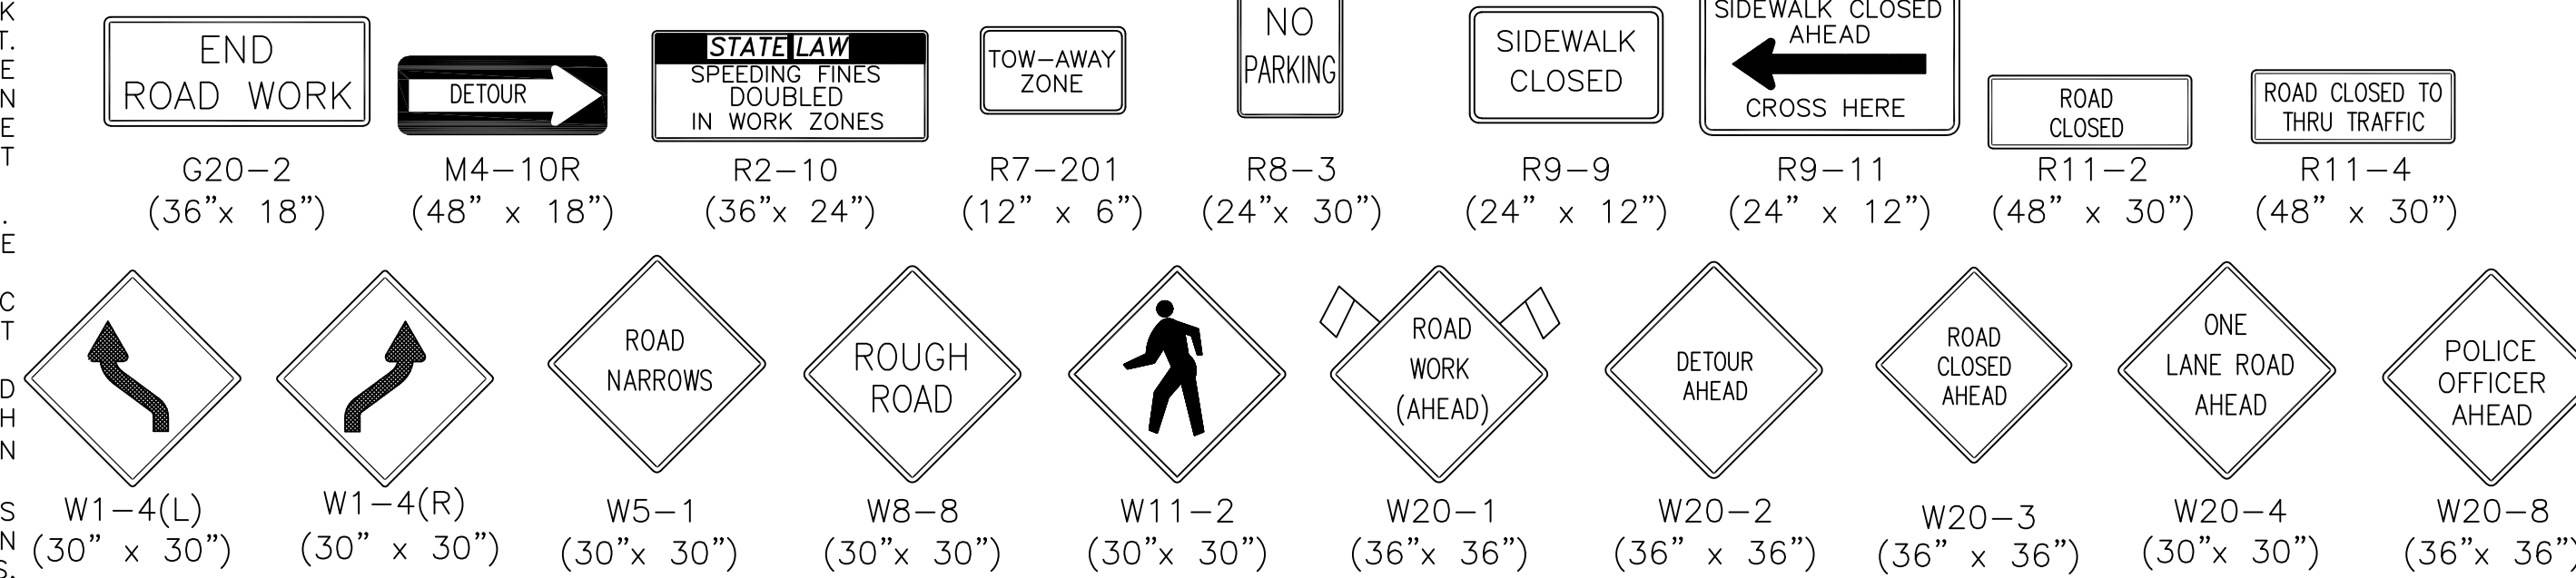 END
ROAD WORK
G20-2
(36"x 18")
DETOUR
M4-10R
(48" x 18")
STATE LAW
SPEEDING FINES
DOUBLED
IN WORK ZONES
R2-10
(36"x 24")
TOW-AWAY
ZONE
R7-201
(12" x 6")
NO
PARKING
R8-3
(24"x 30")
SIDEWALK
CLOSED
R9-9
(24" x 12")
SIDEWALK CLOSED
AHEAD
CROSS HERE
R9-11
(24" x 12")
ROAD
CLOSED
R11-2
(48" x 30")
ROAD CLOSED TO
THRU TRAFFIC
R11-4
(48" x 30")
W1-4(L)
(30" x 30")
W1-4(R)
(30" x 30")
ROAD
NARROWS
W5-1
(30"x 30")
ROUGH
ROAD
W8-8
(30"x 30")
W11-2
(30"x 30")
ROAD
WORK
(AHEAD)
W20-1
(36"x 36")
DETOUR
AHEAD
W20-2
(36" x 36")
ROAD
CLOSED
AHEAD
W20-3
(36" x 36")
ONE
LANE ROAD
AHEAD
W20-4
(30"x 30")
POLICE
OFFICER
AHEAD
W20-8
(36"x 36"
K
T.
E
N
E
T
.
E
C
T
D
H
N
S
N
S.